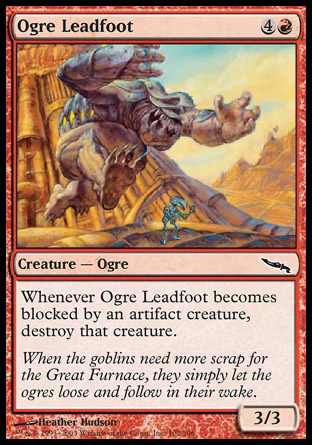 Ogre Leadfoot 4
Creature — Ogre
Whenever Ogre Leadfoot becomes
blocked by an artifact creature,
destroy that creature.
When the goblins need more scrap for
the Great Furnace, they simply let the
ogres loose and follow in their wake.
Heather Hudson
3/3